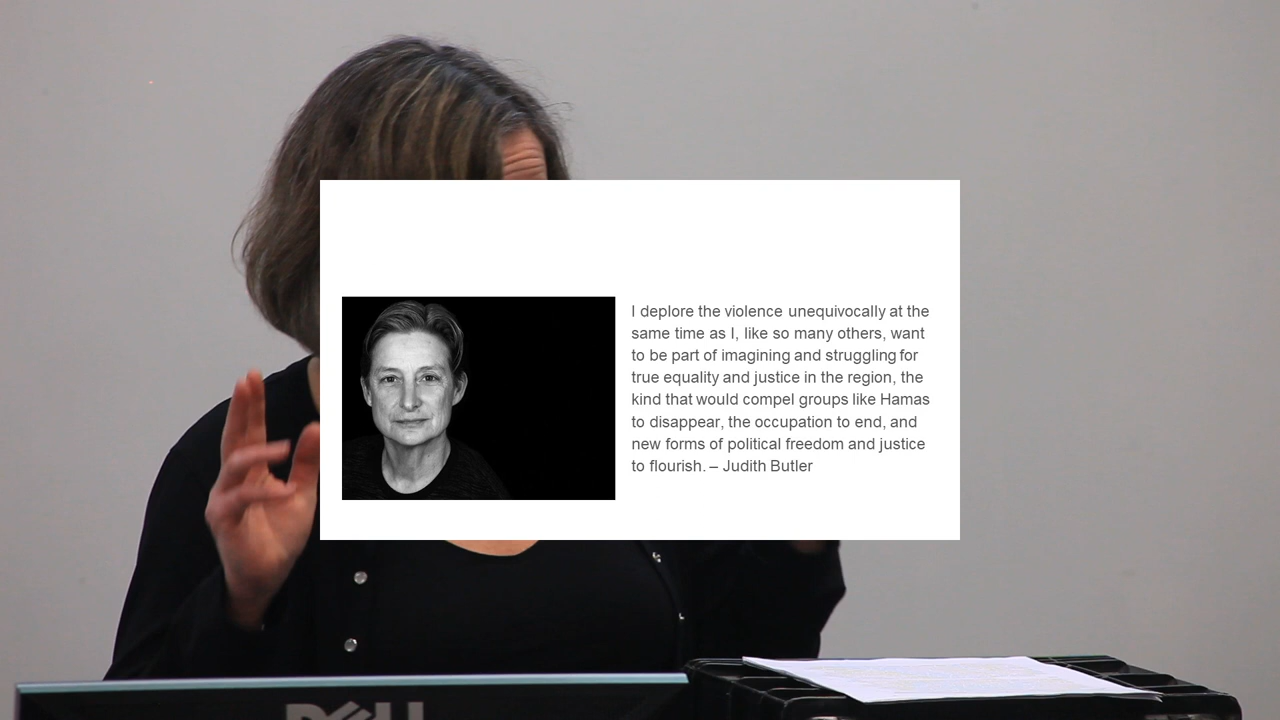 I deplore the violence unequivocally at the
same time as I, like so many others, want
to be part of imagining and struggling for
true equality and justice in the region, the
kind that would compel groups like Hamas
to disappear, the occupation to end, and
new forms of political freedom and justice
to flourish. – Judith Butler
DELL